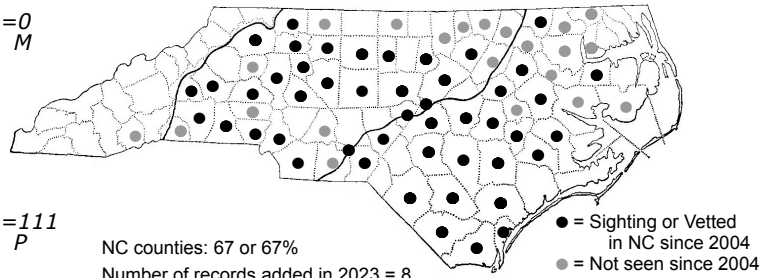 =0
M
=111
P
NC counties: 67 or 67%
Number of records added in 2023 = 8
● = Sighting or Vetted
in NC since 2004
● = Not seen since 2004